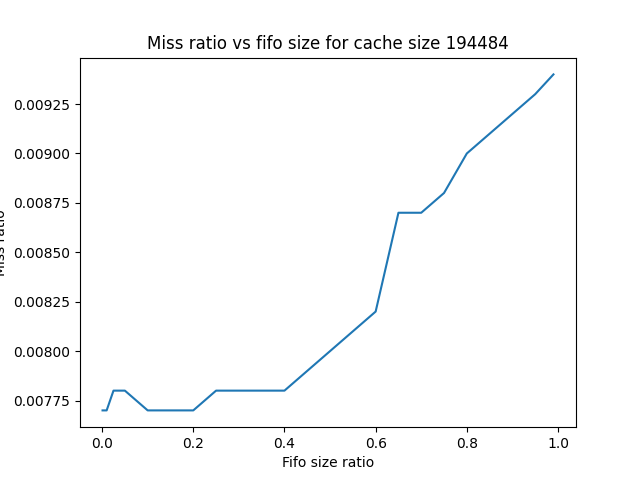 Miss ratio vs fifo size for cache size 194484
Miss ratio
0.00925
0.00900
0.00875
0.00850
0.00825
0.00800
0.00775
0.0 0.2 0.4 0.6 0.8 1.0
Fifo size ratio